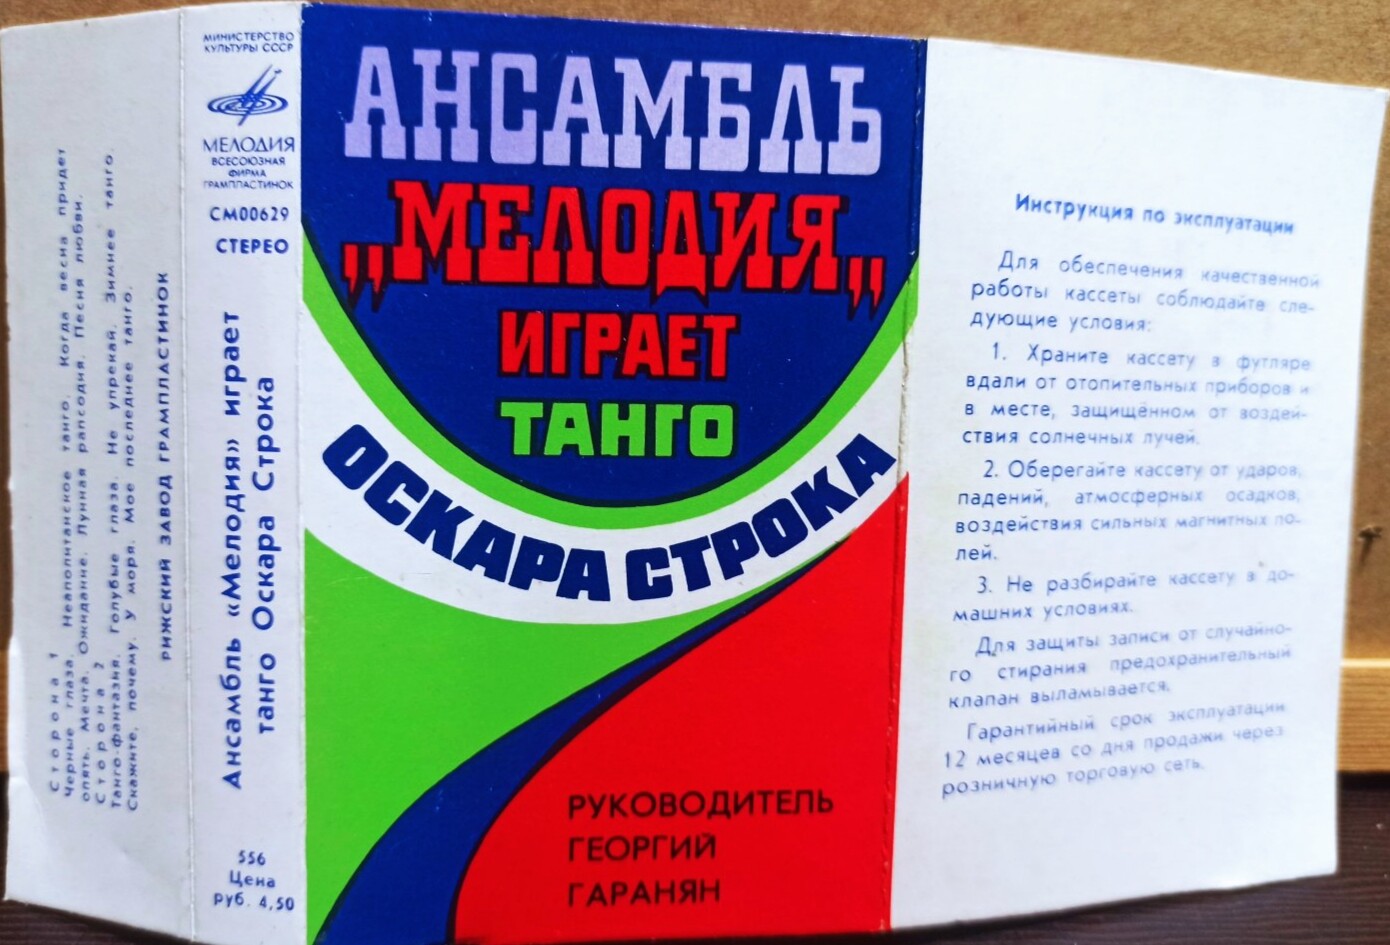 Сторона 1
Черные глаза. Неаполитанское танго. Когда весна придет
опять. Мечта. Ожидание. Лунная рапсодия. Песня любви.
Сторона 2
Танго-фантазия. Голубые глаза. Не упрекай. Зимнее танго.
Скажите, почему. У моря. Мое последнее танго.
РИЖСКИЙ ЗАВОД ГРАМПЛАСТИНОК
МИНИСТЕРСТВО
КУЛЬТУРЫ СССР
МЕЛОДИЯ
ВСЕСОЮЗНАЯ
ФИРМА
ГРАМПЛАСТИНОК
СМ00629
СТЕРЕО
Ансамбль «Мелодия» играет
танго Оскара Строка
556
Цена
руб. 4,50
АНСАМБЛЬ
„МЕЛОДИЯ„
ИГРАЕТ
ТАНГО
ОСКАРА СТРОКА
РУКОВОДИТЕЛЬ
ГЕОРГИЙ
ГАРАНЯН
Инструкция по эксплуатации
Для обеспечения качественной
работы кассеты соблюдайте сле-
дующие условия:
1. Храните кассету в футляре
вдали от отопительных приборов и
в месте, защищённом от воздей-
ствия солнечных лучей.
2. Оберегайте кассету от ударов,
падений, атмосферных осадков,
воздействия сильных магнитных по-
лей.
3. Не разбирайте кассету в до-
машних условиях.
Для защиты записи от случайно-
го стирания предохранительный
клапан выламывается.
Гарантийный срок эксплуатации
12 месяцев со дня продажи через
розничную торговую сеть.